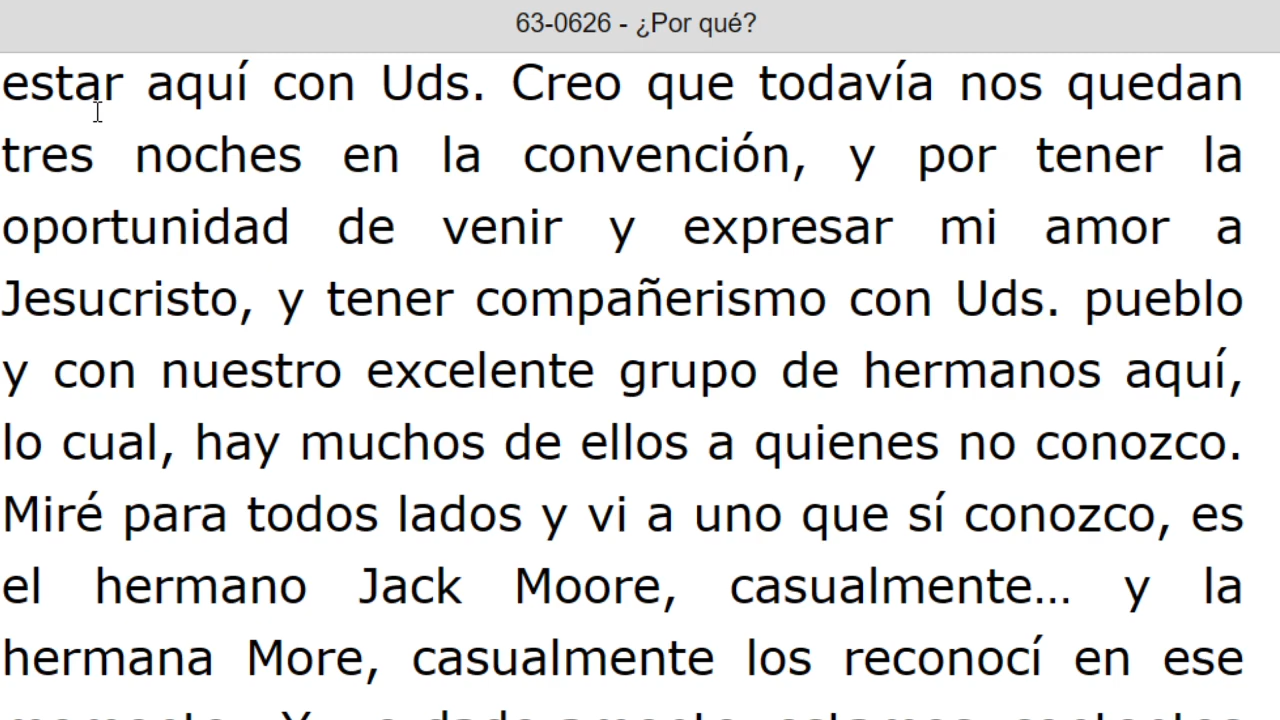 63-0626 - ¿Por qué?
estar aquí con Uds. Creo que todavía nos quedan
tres noches en la convención, y por tener la
oportunidad de venir y expresar mi amor a
Jesucristo, y tener compañerismo con Uds. pueblo
y con nuestro excelente grupo de hermanos aquí,
lo cual, hay muchos de ellos a quienes no conozco.
Miré para todos lados y vi a uno que sí conozco, es
el hermano Jack Moore, casualmente... y la
hermana More, casualmente los reconocí en ese